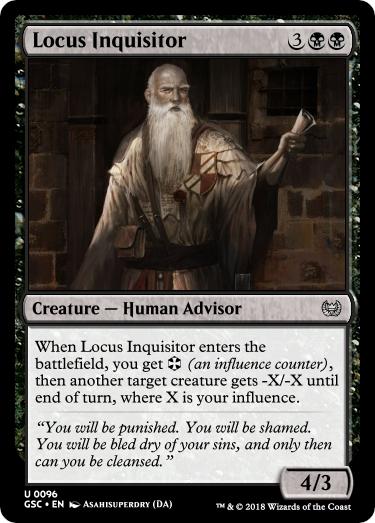 Locus Inquisitor 3
Creature — Human Advisor
When Locus Inquisitor enters the
battlefield, you get (an influence counter),
then another target creature gets -X/-X until
end of turn, where X is your influence.
“You will be punished. You will be shamed.
You will be bled dry of your sins, and only then
can you be cleansed.”
4/3
U 0096
GSC • EN Asahisuperdry (DA)
™ & © 2018 Wizards of the Coast